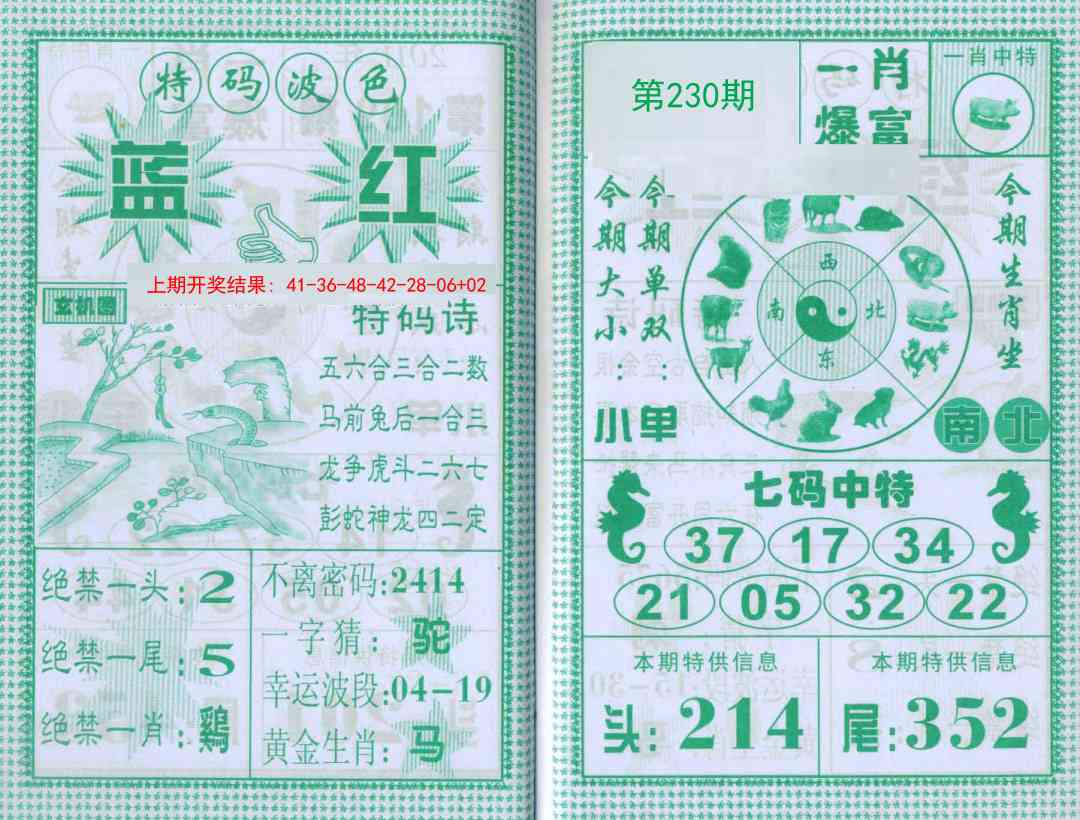 特码波色
蓝 红
上期开奖结果：41-36-48-42-28-06+02
玄机图
特码诗
五六合三合二数
马前兔后一合三
龙争虎斗二六七
彭蛇神龙四二定
绝禁一头:2
绝禁一尾:5
绝禁一肖:鷄
不离密码:2414
一字猜:驼
幸运波段:04-19
黄金生肖:马
第230期
一肖
爆富
一肖中特
今期大小:
小
今期单双:
单
今期生肖坐
南北
西
南 北
东
七码中特
37 17 34
21 05 32 22
本期特供信息
头:214
本期特供信息
尾:352